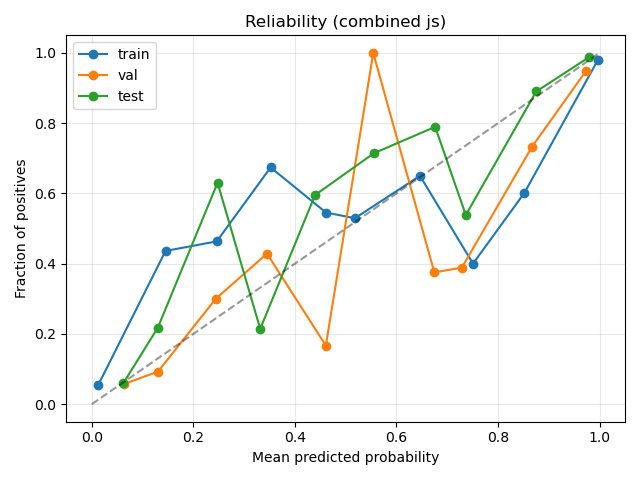 Reliability (combined js)
train
val
test
Fraction of positives
1.0
0.8
0.6
0.4
0.2
0.0
0.0 0.2 0.4 0.6 0.8 1.0
Mean predicted probability